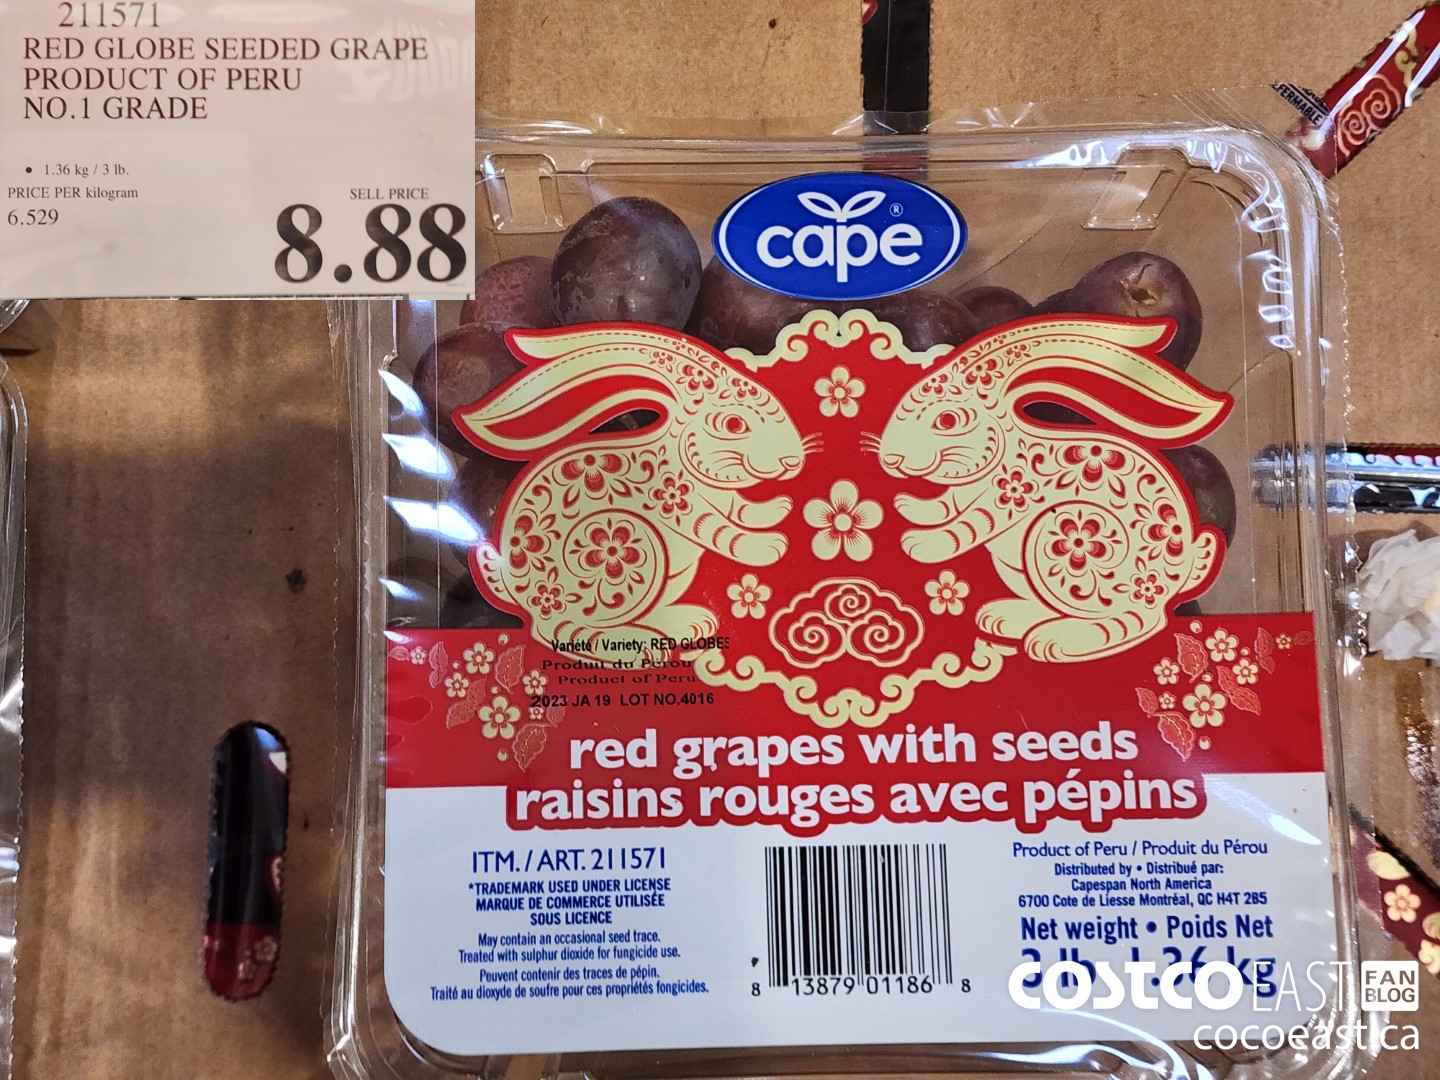 211571
RED GLOBE SEEDED GRAPE
PRODUCT OF PERU
NO.1 GRADE
• 1.36 kg / 3 lb.
PRICE PER kilogram
6.529
SELL PRICE
8.88
FERMABLE
cape®
Variété / Variety: RED GLOBES
Produit du Pérou
Product of Peru
2023 JA 19 LOT NO.4016
red grapes with seeds
raisins rouges avec pépins
ITM./ART. 211571
*TRADEMARK USED UNDER LICENSE
MARQUE DE COMMERCE UTILISÉE
SOUS LICENCE
May contain an occasional seed trace.
Treated with sulphur dioxide for fungicide use.
Peuvent contenir des traces de pépin.
Traité au dioxyde de soufre pour ces propriétés fongicides.
8 13879 01186 8
Product of Peru / Produit du Pérou
Distributed by • Distribué par:
Capespan North America
6700 Cote de Liesse Montréal, QC H4T 2B5
Net weight • Poids Net
3 lb 1.36 kg
COSTCO EAST FAN BLOG
cocoeast.ca